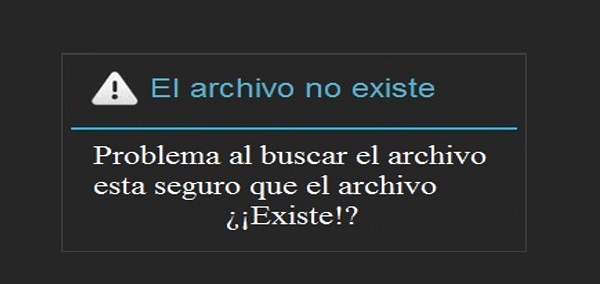 El archivo no existe
Problema al buscar el archivo
esta seguro que el archivo
¿¡Existe!?